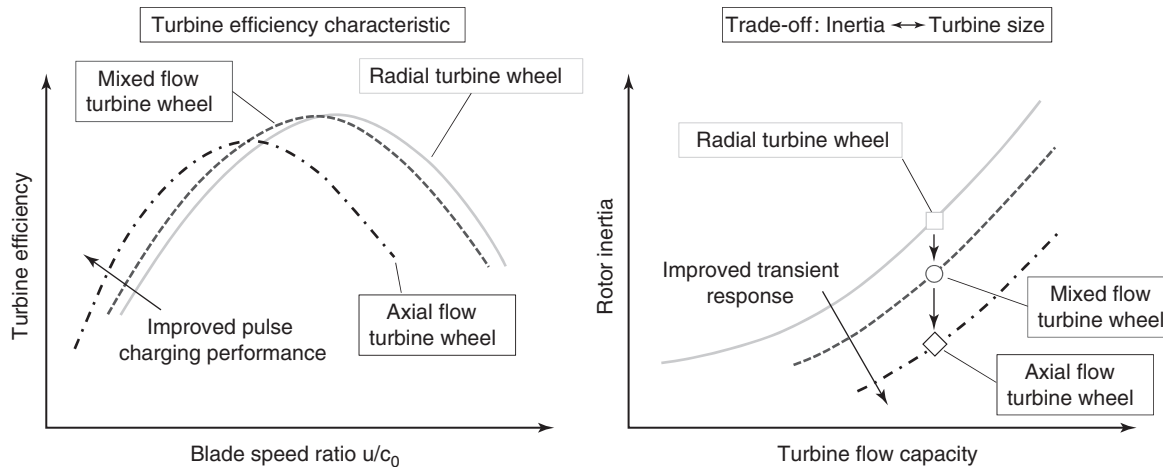 Turbine efficiency characteristic
Mixed flow
turbine wheel
Radial turbine wheel
Turbine efficiency
Improved pulse
charging performance
Axial flow
turbine wheel
Blade speed ratio u/c₀
Trade-off: Inertia ↔ Turbine size
Radial turbine wheel
Rotor inertia
Improved transient
response
Mixed flow
turbine wheel
Axial flow
turbine wheel
Turbine flow capacity